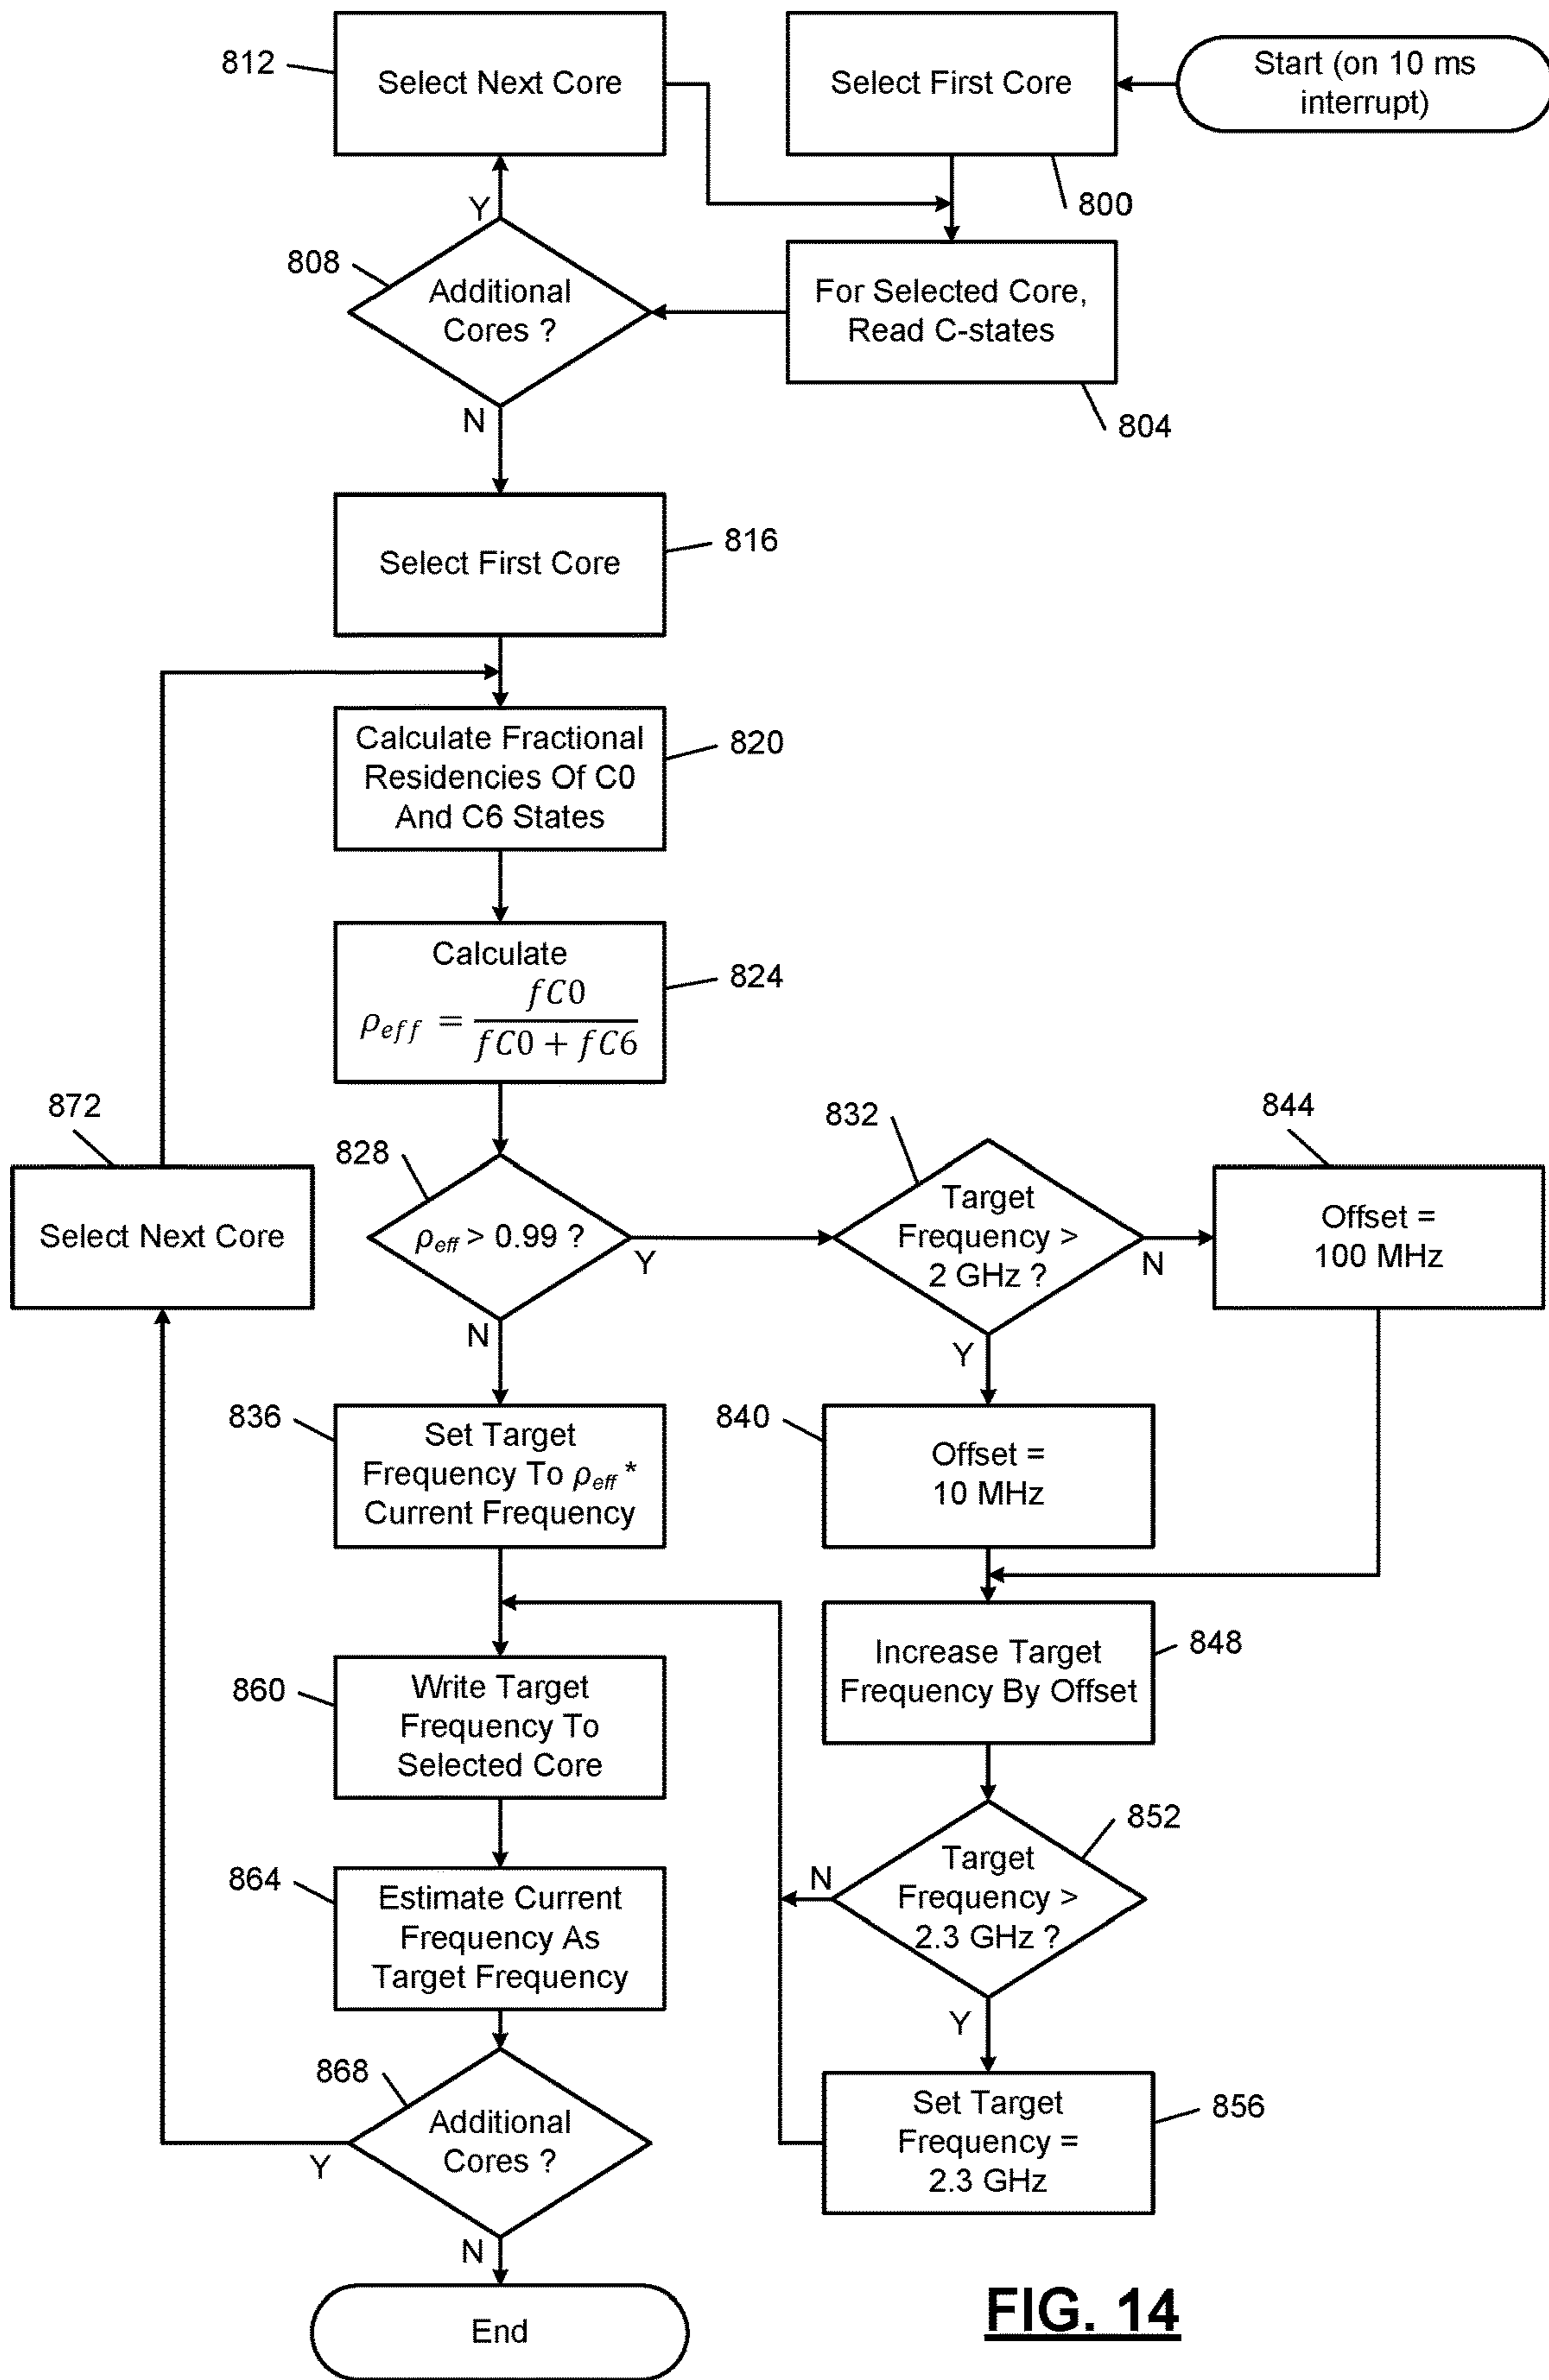 812
Select Next Core
Select First Core
Start (on 10 ms
interrupt)
800
Y
808
Additional
Cores ?
For Selected Core,
Read C-states
804
N
Select First Core
816
Calculate Fractional
Residencies Of C0
And C6 States
820
Calculate
ρeff = fC0 / fC0 + fC6
824
872
Select Next Core
828
ρeff > 0.99 ?
Y
N
832
Target
Frequency >
2 GHz ?
N
Y
844
Offset =
100 MHz
836
Set Target
Frequency To ρeff *
Current Frequency
840
Offset =
10 MHz
Increase Target
Frequency By Offset
848
860
Write Target
Frequency To
Selected Core
852
Target
Frequency >
2.3 GHz ?
N
Y
864
Estimate Current
Frequency As
Target Frequency
868
Additional
Cores ?
Y
N
Set Target
Frequency =
2.3 GHz
856
End
FIG. 14